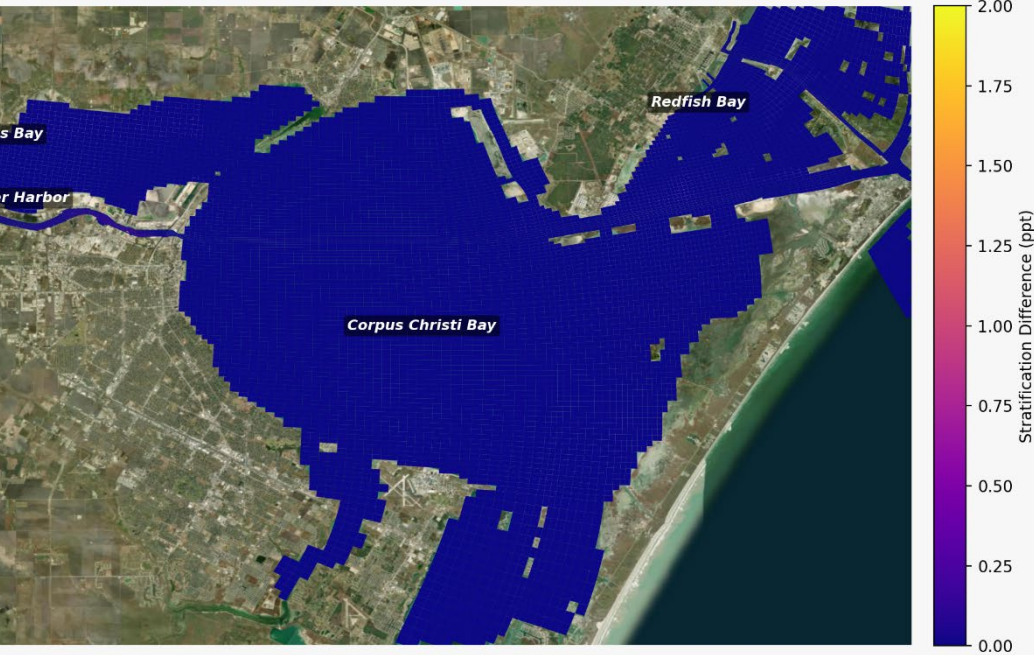 2.00
Redfish Bay
s Bay
1.75
er Harbor
1.50
1.25
Corpus Christi Bay
1.00
0.75
0.50
0.25
0.00
Stratification Difference (ppt)